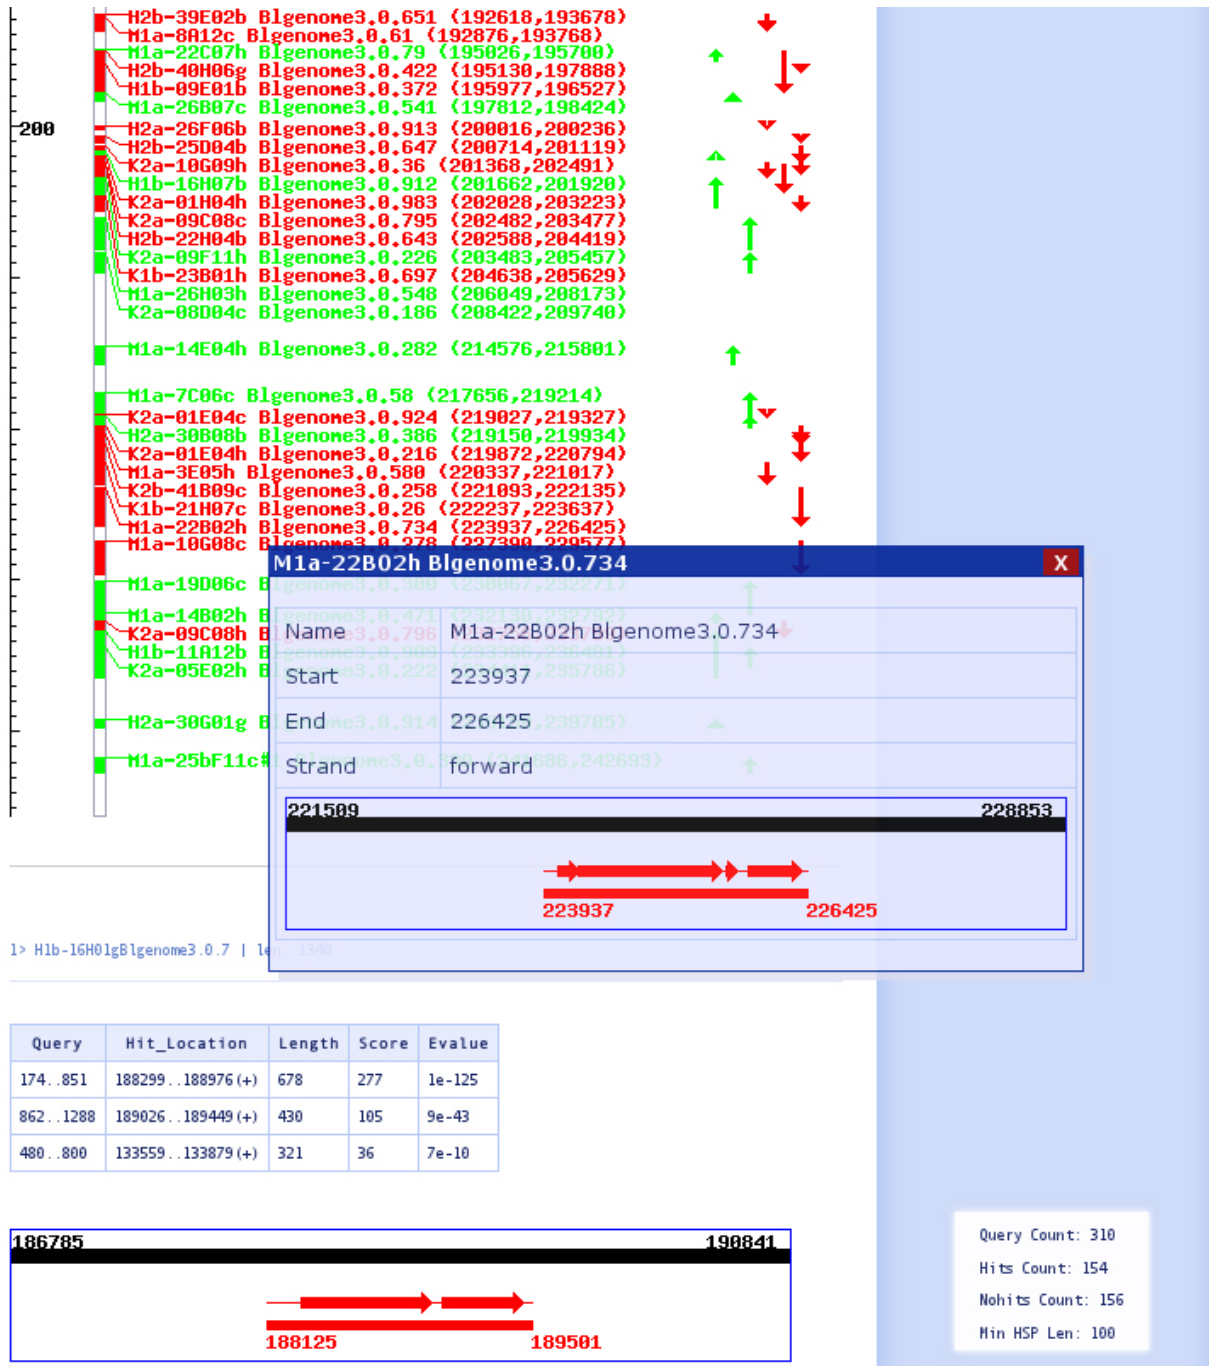 H2b-39E02b Blgenome3.0.651 (192618,193678)
M1a-8A12c Blgenome3.0.61 (192876,193768)
M1a-22C07h Blgenome3.0.79 (195026,195700)
H2b-40H06g Blgenome3.0.422 (195130,197888)
H1b-09E01b Blgenome3.0.372 (195977,196527)
M1a-26B07c Blgenome3.0.541 (197812,198424)
200
H2a-26F06b Blgenome3.0.913 (200016,200236)
H2b-25D04b Blgenome3.0.647 (200714,201119)
K2a-10G09h Blgenome3.0.36 (201368,202491)
H1b-16H07b Blgenome3.0.912 (201662,201920)
K2a-01H04h Blgenome3.0.983 (202028,203223)
K2a-09C08c Blgenome3.0.795 (202482,203477)
H2b-22H04b Blgenome3.0.643 (202588,204419)
K2a-09F11h Blgenome3.0.226 (203483,205457)
K1b-23B01h Blgenome3.0.697 (204638,205629)
M1a-26H03h Blgenome3.0.548 (206049,208173)
K2a-08D04c Blgenome3.0.186 (208422,209740)
M1a-14E04h Blgenome3.0.282 (214576,215801)
M1a-7C06c Blgenome3.0.58 (217656,219214)
K2a-01E04c Blgenome3.0.924 (219027,219327)
H2a-30B08b Blgenome3.0.386 (219150,219934)
K2a-01E04h Blgenome3.0.216 (219872,220794)
M1a-3E05h Blgenome3.0.580 (220337,221017)
K2b-41B09c Blgenome3.0.258 (221093,222135)
K1b-21H07c Blgenome3.0.26 (222237,223637)
M1a-22B02h Blgenome3.0.734 (223937,226425)
M1a-10G08c Blgenome3.0.278 (227390,229577)
M1a-19D06c
M1a-14B02h
K2a-09C08h
H1b-11A12b
K2a-05E02h
H2a-30G01g
M1a-25bF11c#1
M1a-22B02h Blgenome3.0.734
X
Name M1a-22B02h Blgenome3.0.734
Start 223937
End 226425
Strand forward
221509 228853
223937 226425
1> H1b-16H01gBlgenome3.0.7 | len: 1340
Query Hit_Location Length Score Evalue
174..851 188299..188976(+) 678 277 1e-125
862..1288 189026..189449(+) 430 105 9e-43
480..800 133559..133879(+) 321 36 7e-10
186785 190841
188125 189501
Query Count: 310
Hits Count: 154
Nohits Count: 156
Min HSP Len: 100